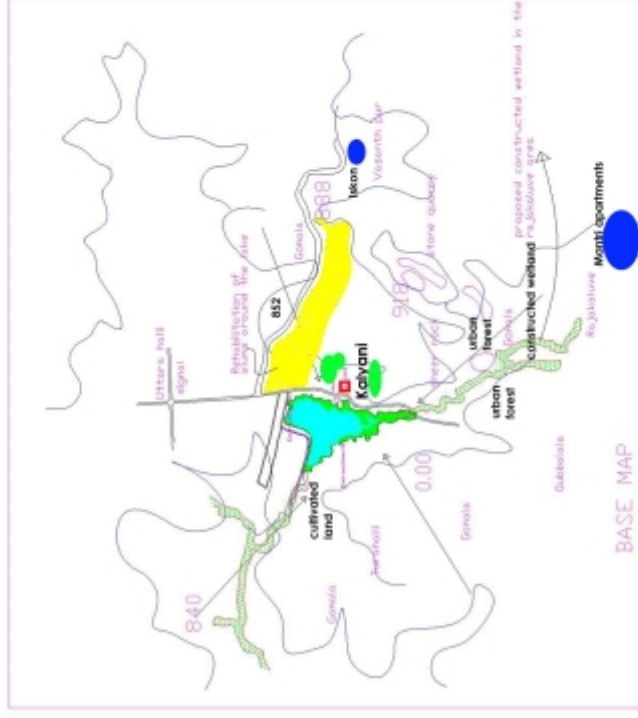 proposed constructed wetland in the
rajakaluve area
Iskon
Vasanth pur
888
Gomala
stone quarry
Rehabilitation of
slums around the lake
852
918
Mantri apartments
constructed wetland
urban
forest
Gomala
Rajakaluve
Uttara hall
signal
Kalyani
sheet rock
urban
forest
0.00
cultivated
land
Turahalli
Gomala
Gubbalala
840
Gomala
BASE MAP